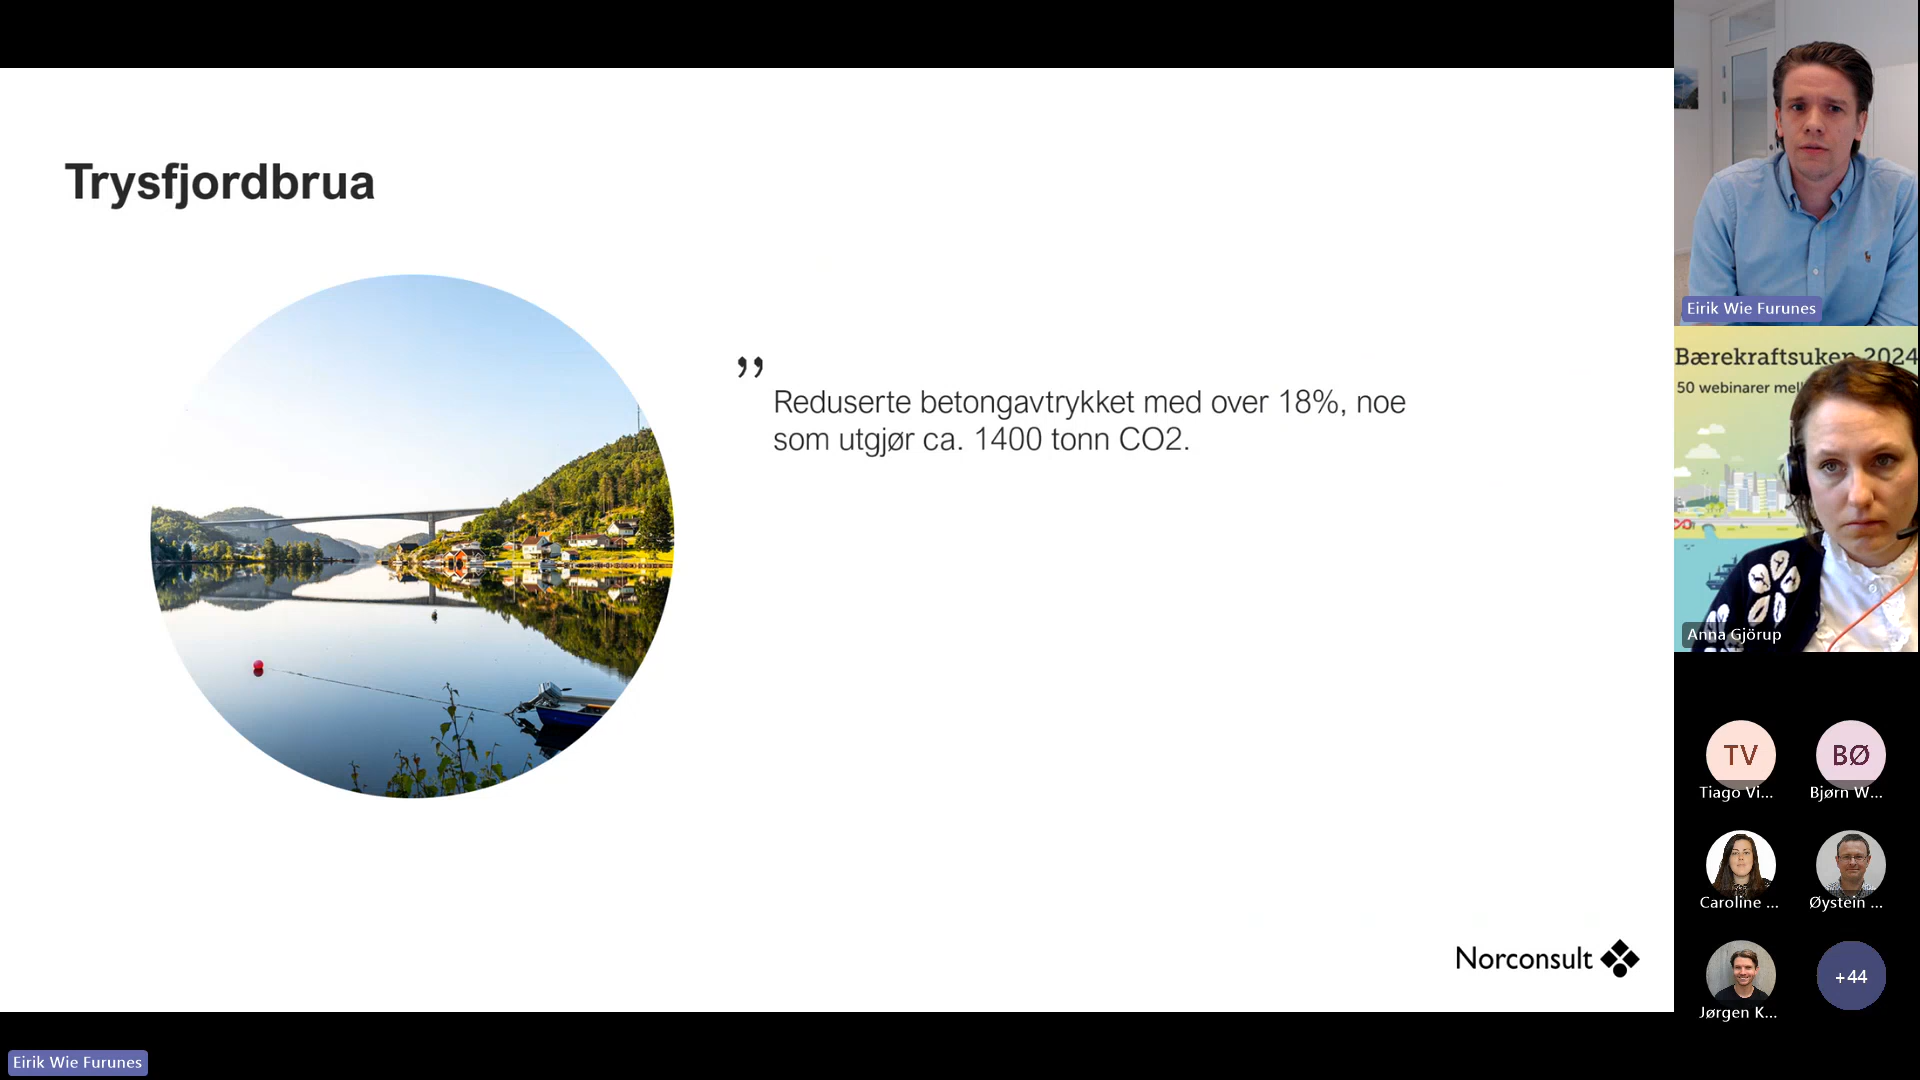 Trysfjordbrua
”
Reduserte betongavtrykket med over 18%, noe
som utgjør ca. 1400 tonn CO2.
Norconsult
Eirik Wie Furunes
Eirik Wie Furunes
Bærekraftsuken 2024
50 webinarer mell
Anna Gjörup
TV
Tiago Vi...
BØ
Bjørn W...
Caroline ...
Øystein ...
Jørgen K...
+44